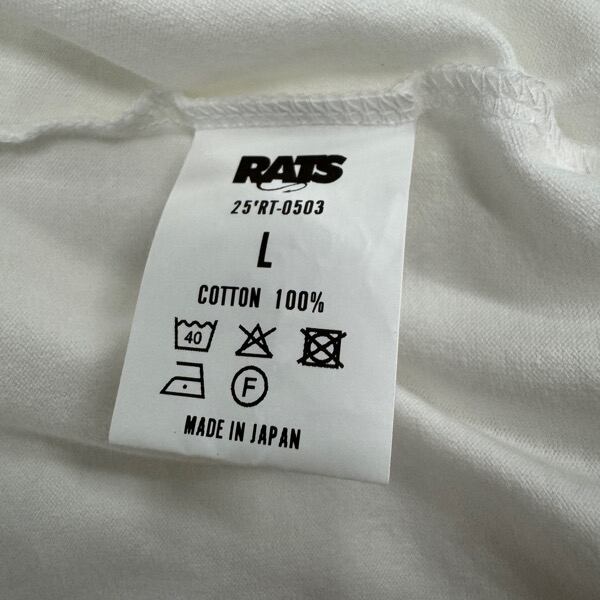 RATS
25'RT-0503
L
COTTON 100%
40
F
MADE IN JAPAN